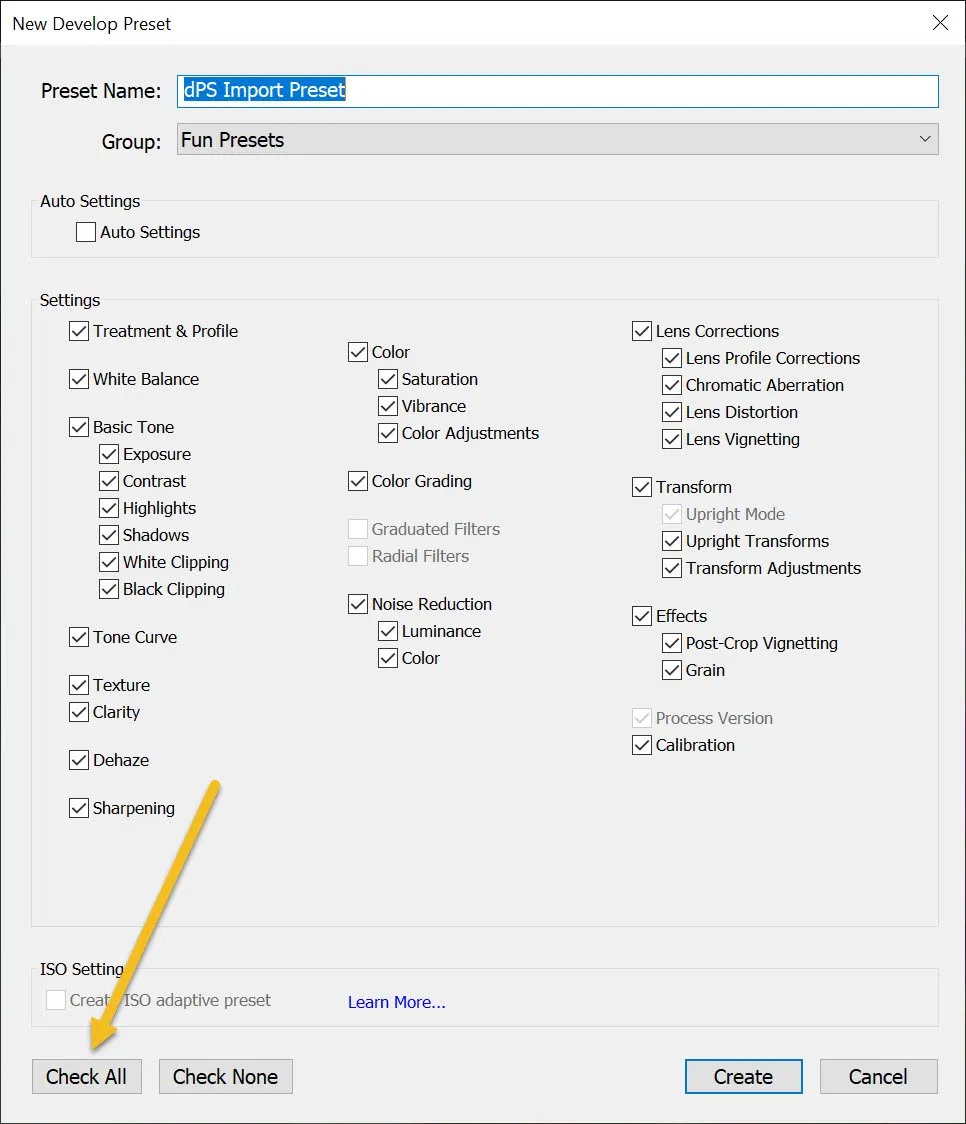 New Develop Preset
Preset Name: dPS Import Preset
Group: Fun Presets
Auto Settings
Auto Settings
Settings
Treatment & Profile
White Balance
Basic Tone
Exposure
Contrast
Highlights
Shadows
White Clipping
Black Clipping
Tone Curve
Texture
Clarity
Dehaze
Sharpening
Color
Saturation
Vibrance
Color Adjustments
Color Grading
Graduated Filters
Radial Filters
Noise Reduction
Luminance
Color
Lens Corrections
Lens Profile Corrections
Chromatic Aberration
Lens Distortion
Lens Vignetting
Transform
Upright Mode
Upright Transforms
Transform Adjustments
Effects
Post-Crop Vignetting
Grain
Process Version
Calibration
ISO Setting
Create ISO adaptive preset
Learn More...
Check All
Check None
Create
Cancel